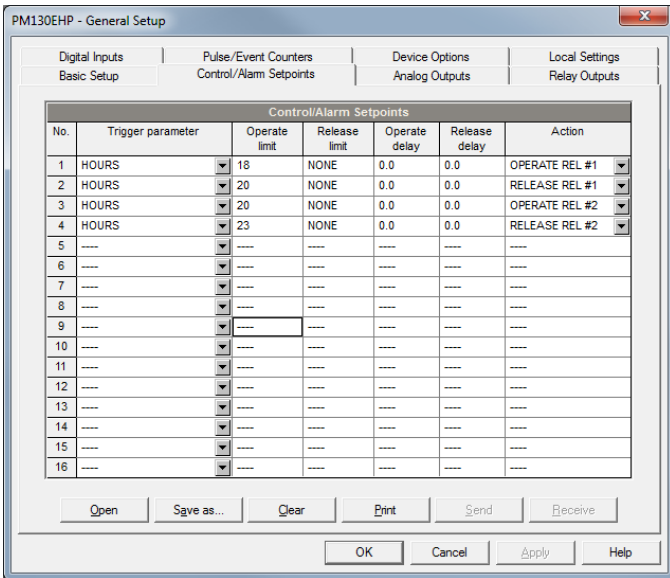 PM130EHP - General Setup
Digital Inputs Pulse/Event Counters Device Options Local Settings
Basic Setup Control/Alarm Setpoints Analog Outputs Relay Outputs
Control/Alarm Setpoints
No. Trigger parameter Operate limit Release limit Operate delay Release delay Action
1 HOURS 18 NONE 0.0 0.0 OPERATE REL #1
2 HOURS 20 NONE 0.0 0.0 RELEASE REL #1
3 HOURS 20 NONE 0.0 0.0 OPERATE REL #2
4 HOURS 23 NONE 0.0 0.0 RELEASE REL #2
5 ---- ---- ---- ---- ---- ----
6 ---- ---- ---- ---- ---- ----
7 ---- ---- ---- ---- ---- ----
8 ---- ---- ---- ---- ---- ----
9 ---- ---- ---- ---- ---- ----
10 ---- ---- ---- ---- ---- ----
11 ---- ---- ---- ---- ---- ----
12 ---- ---- ---- ---- ---- ----
13 ---- ---- ---- ---- ---- ----
14 ---- ---- ---- ---- ---- ----
15 ---- ---- ---- ---- ---- ----
16 ---- ---- ---- ---- ---- ----
Open Save as... Clear Print Send Receive
OK Cancel Apply Help